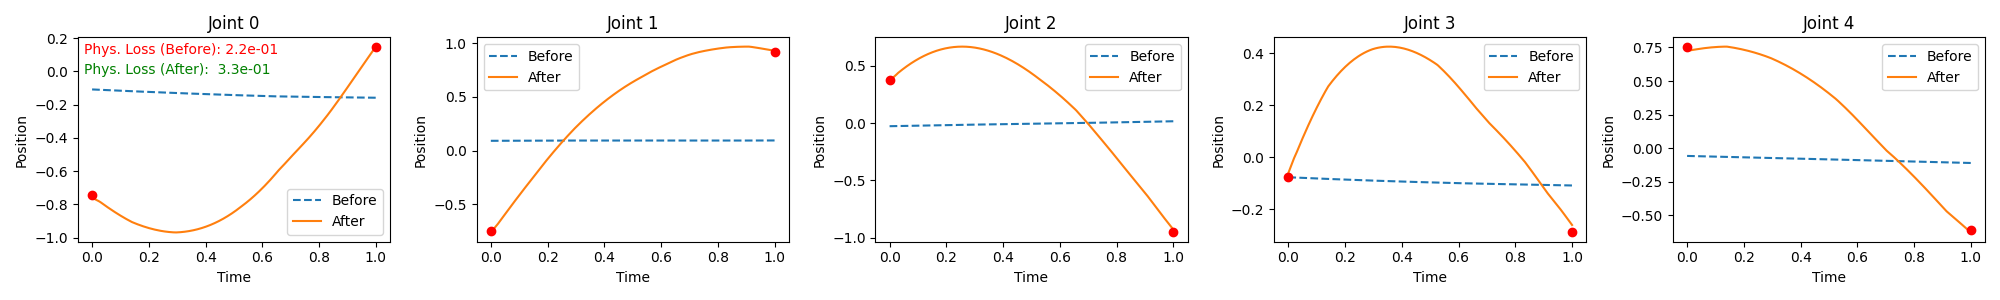 Joint 0
Phys. Loss (Before): 2.2e-01
Phys. Loss (After): 3.3e-01
0.2
0.0
−0.2
−0.4
−0.6
−0.8
−1.0
Position
Before
After
0.0 0.2 0.4 0.6 0.8 1.0
Time
Joint 1
1.0
0.5
0.0
−0.5
Position
Before
After
0.0 0.2 0.4 0.6 0.8 1.0
Time
Joint 2
0.5
0.0
−0.5
−1.0
Position
Before
After
0.0 0.2 0.4 0.6 0.8 1.0
Time
Joint 3
0.4
0.2
0.0
−0.2
Position
Before
After
0.0 0.2 0.4 0.6 0.8 1.0
Time
Joint 4
0.75
0.50
0.25
0.00
−0.25
−0.50
Position
Before
After
0.0 0.2 0.4 0.6 0.8 1.0
Time